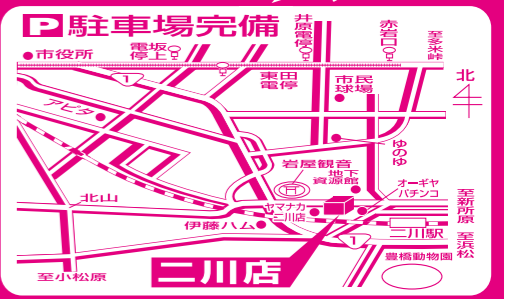 P駐車場完備
市役所
電停
坂上
井原
電停
赤岩口
至多米峠
1
東田
電停
市民
球場
北
アピタ
ゆのゆ
岩屋観音
地下
資源館
オーギヤ
パチンコ
至新所原
北山
ヤマナカ
二川店
伊藤ハム
1
二川駅
至浜松
豊橋動物園
至小松原
二川店